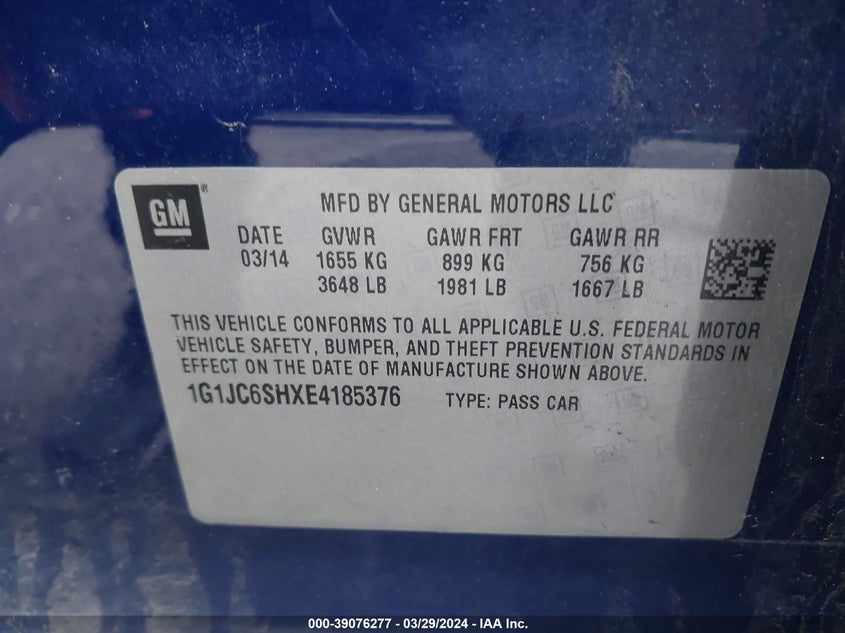 GM®
MFD BY GENERAL MOTORS LLC
DATE GVWR GAWR FRT GAWR RR
03/14 1655 KG 899 KG 756 KG
3648 LB 1981 LB 1667 LB
THIS VEHICLE CONFORMS TO ALL APPLICABLE U.S. FEDERAL MOTOR
VEHICLE SAFETY, BUMPER, AND THEFT PREVENTION STANDARDS IN
EFFECT ON THE DATE OF MANUFACTURE SHOWN ABOVE.
1G1JC6SHXE4185376 TYPE: PASS CAR
000-39076277 - 03/29/2024 - IAA Inc.